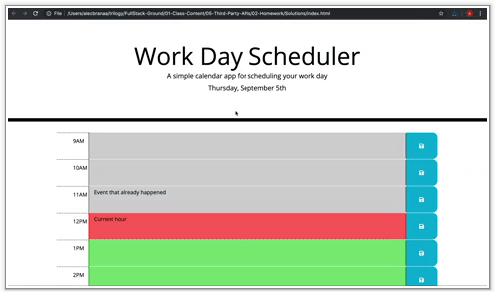 File /Users/alecbranaa/trilogy/FullStack-Ground/01-Class-Content/05-Third-Party-APIs/02-Homework/Solutions/index.html
Work Day Scheduler
A simple calendar app for scheduling your work day
Thursday, September 5th
9AM
10AM
11AM Event that already happened
12PM Current hour
1PM
2PM